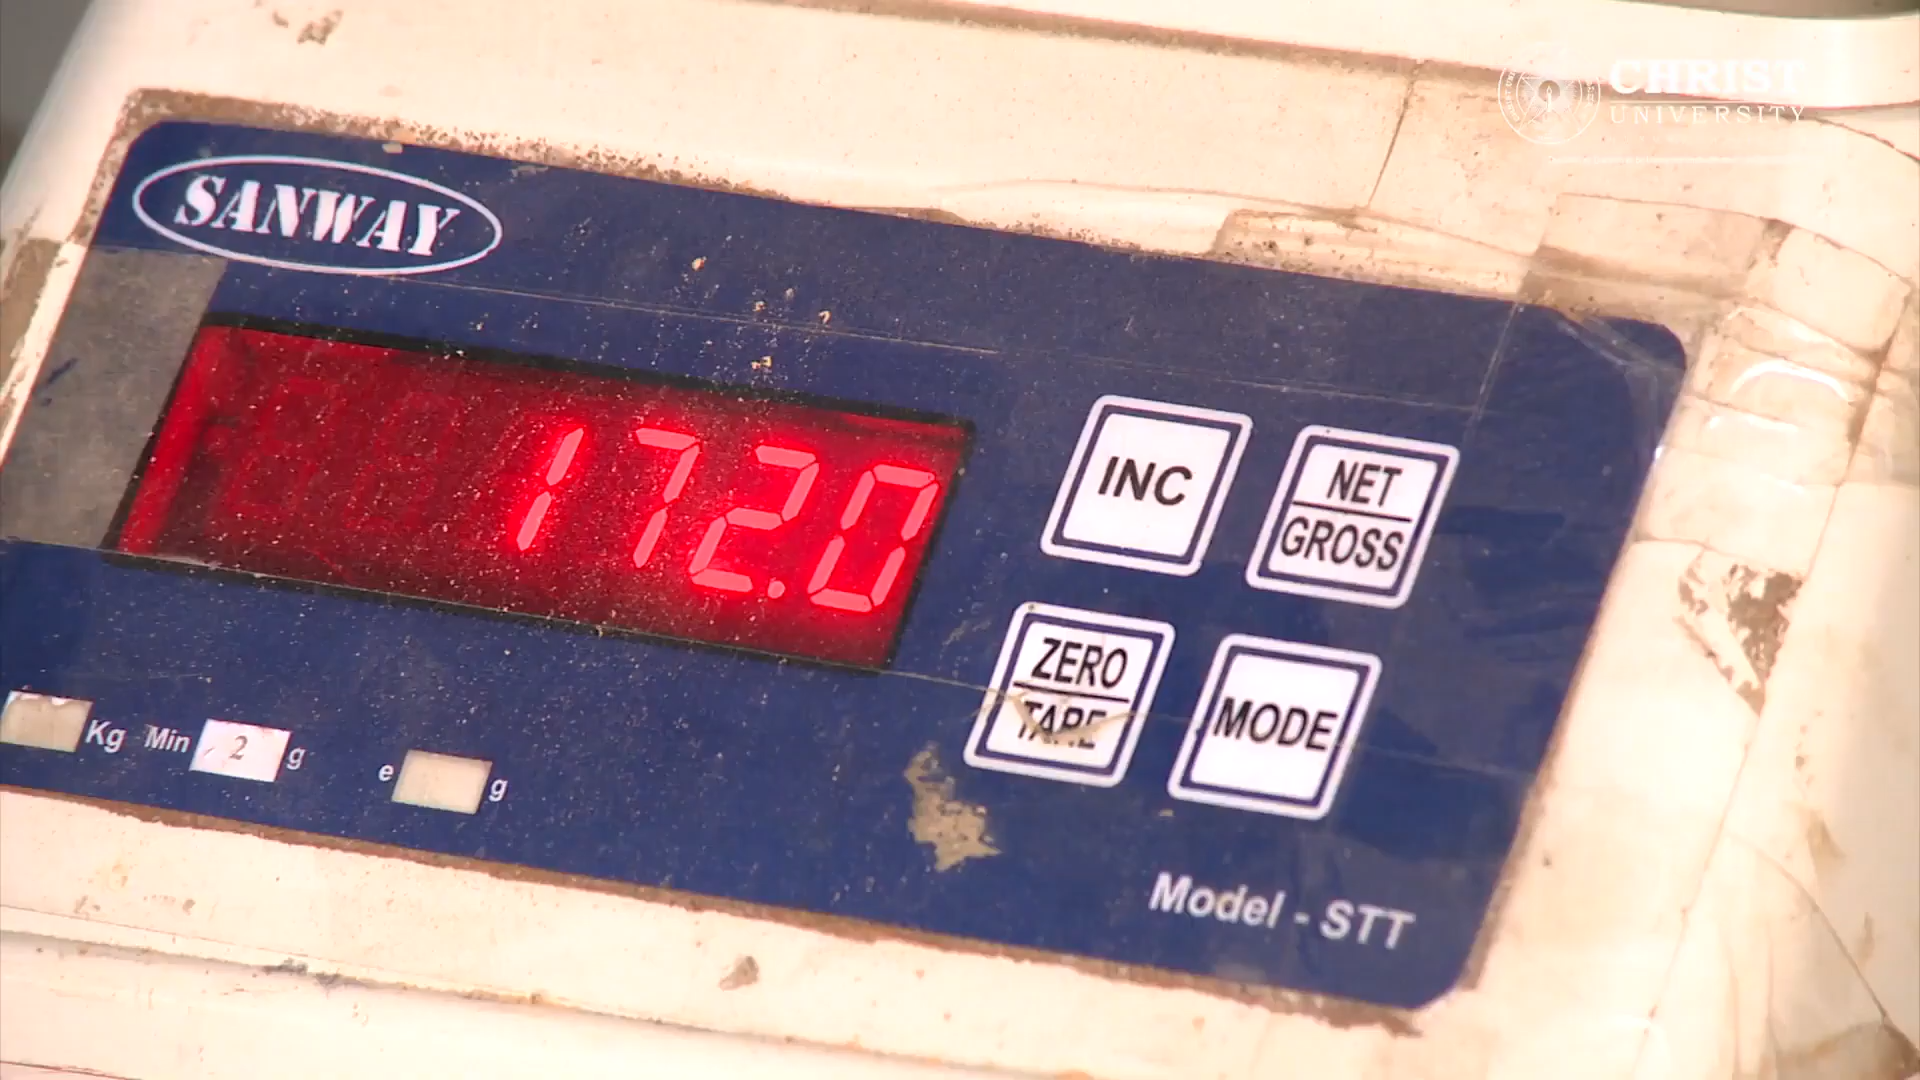 CHRIST
UNIVERSITY
SANWAY
172.0
INC
NET
GROSS
ZERO
TARE
MODE
Kg Min 2 g e g
Model - STT